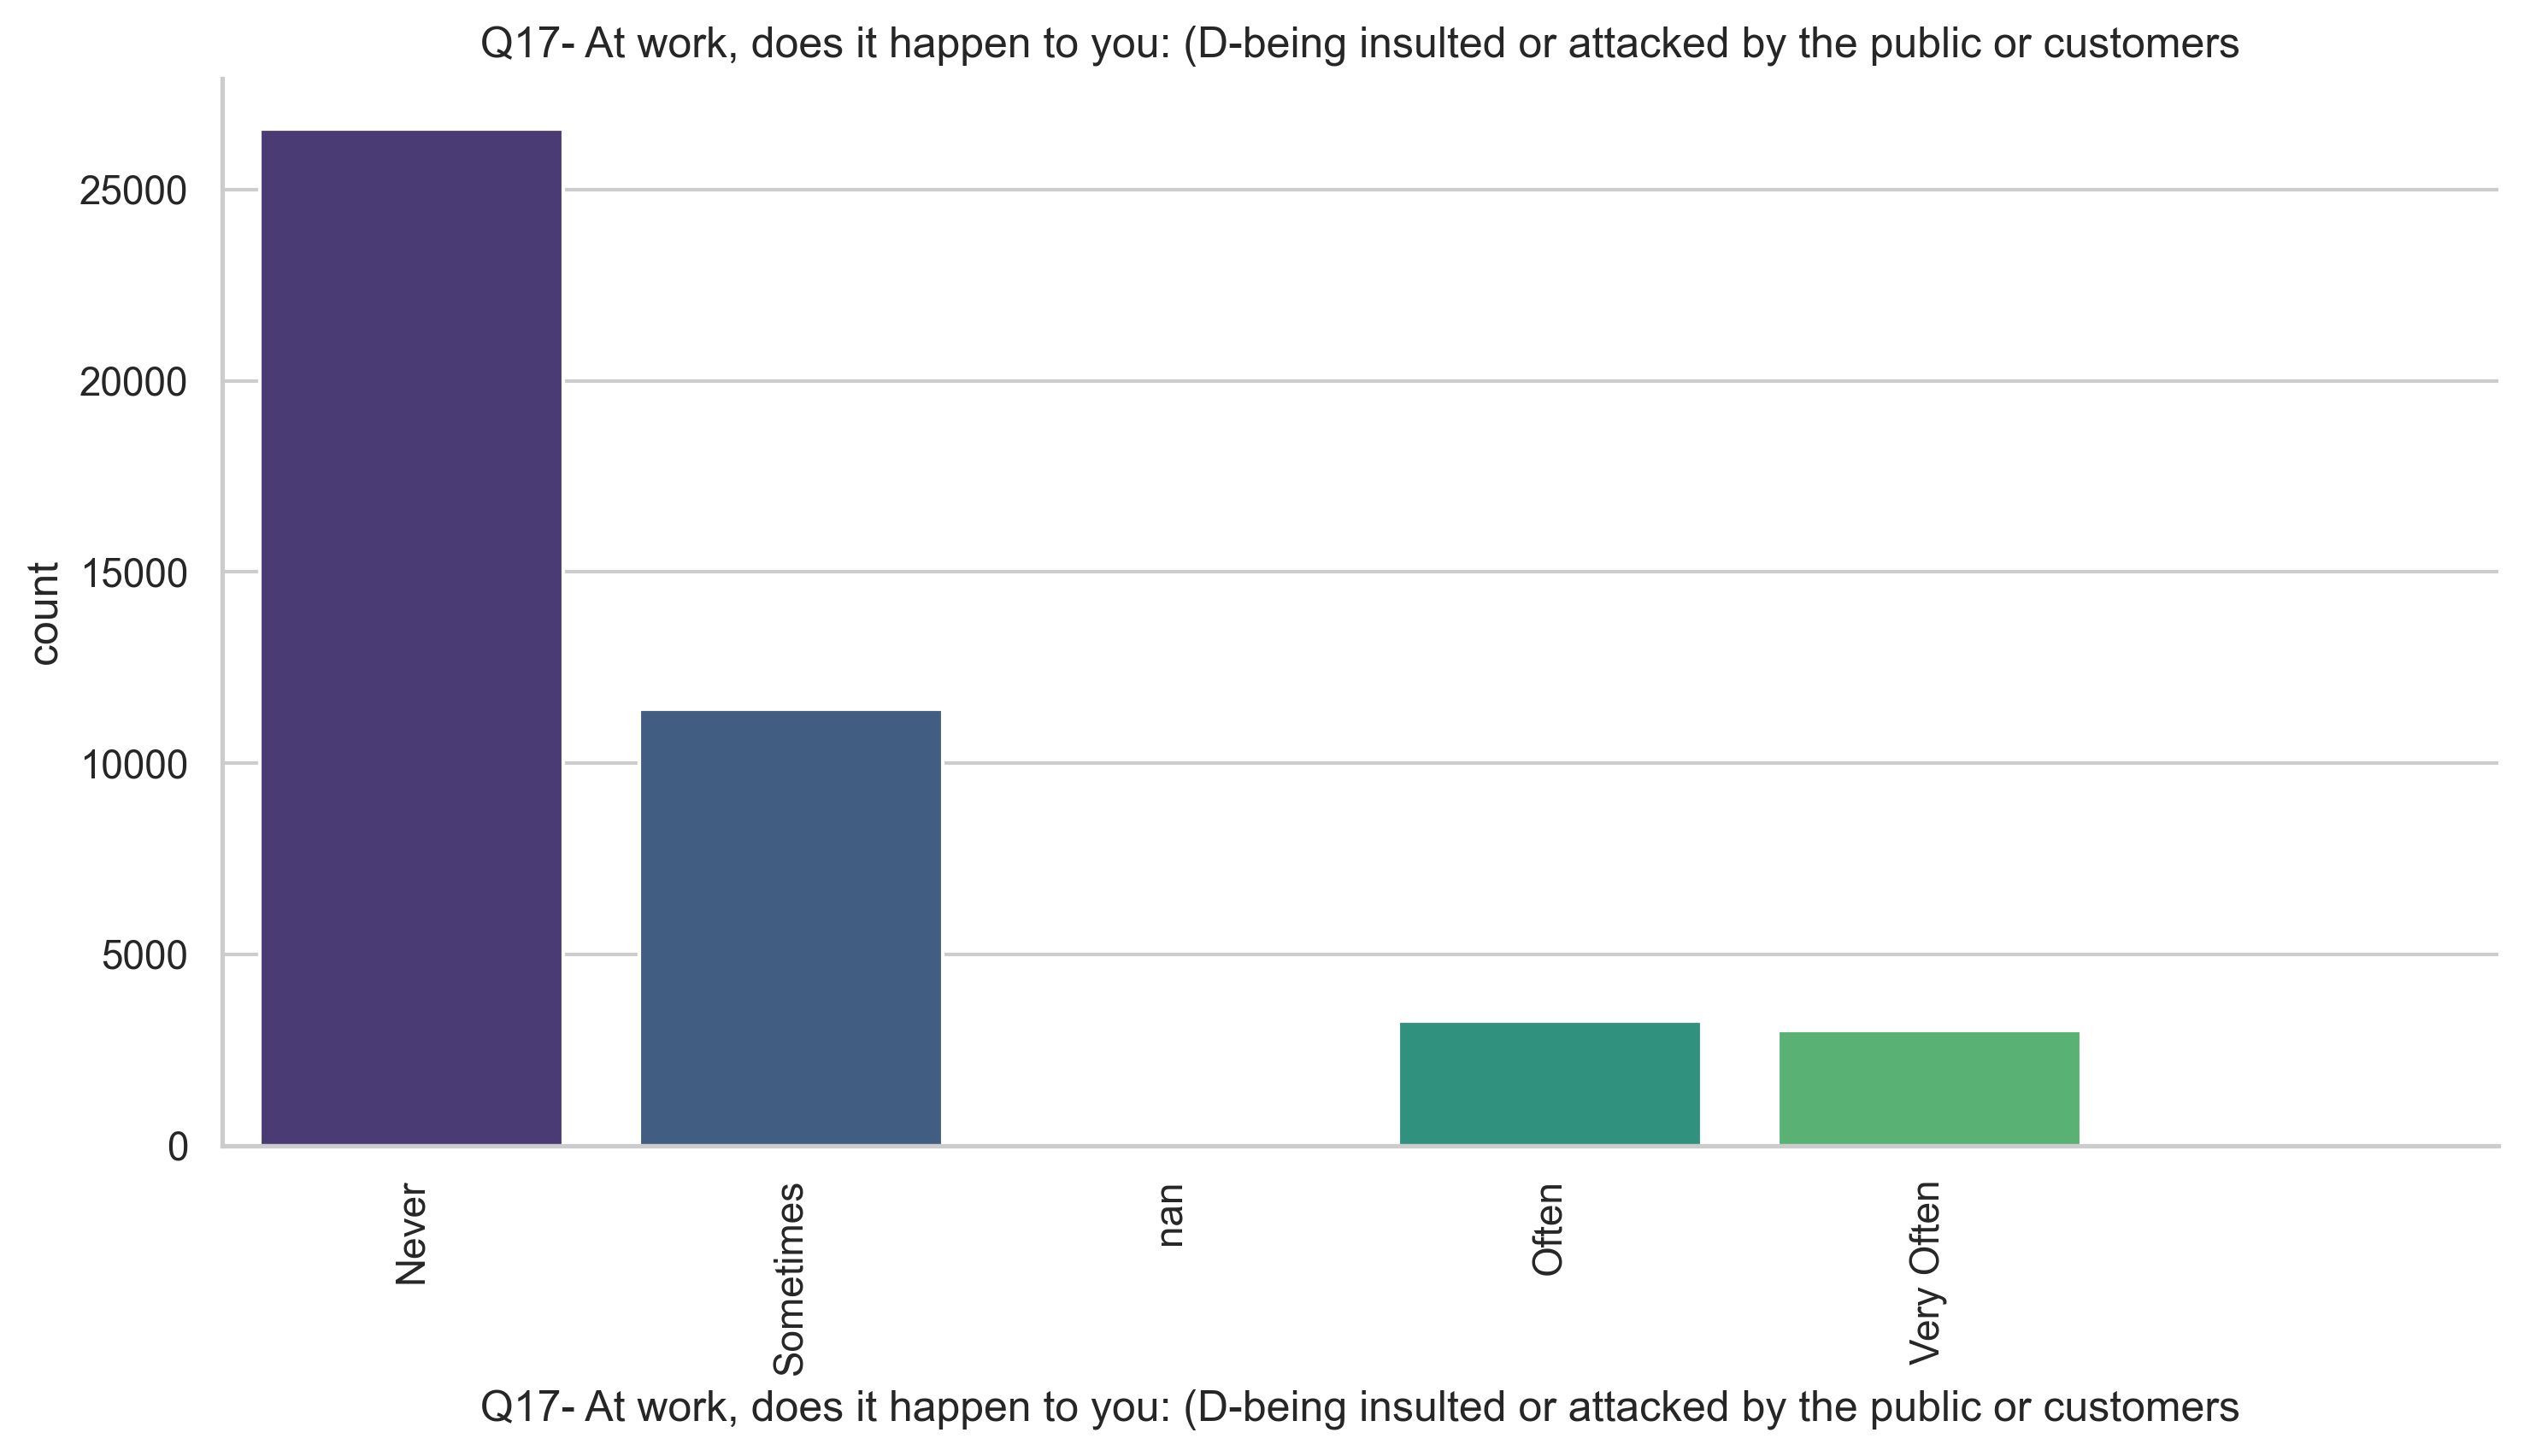 Q17- At work, does it happen to you: (D-being insulted or attacked by the public or customers
count
25000
20000
15000
10000
5000
0
Never
Sometimes
nan
Often
Very Often
Q17- At work, does it happen to you: (D-being insulted or attacked by the public or customers